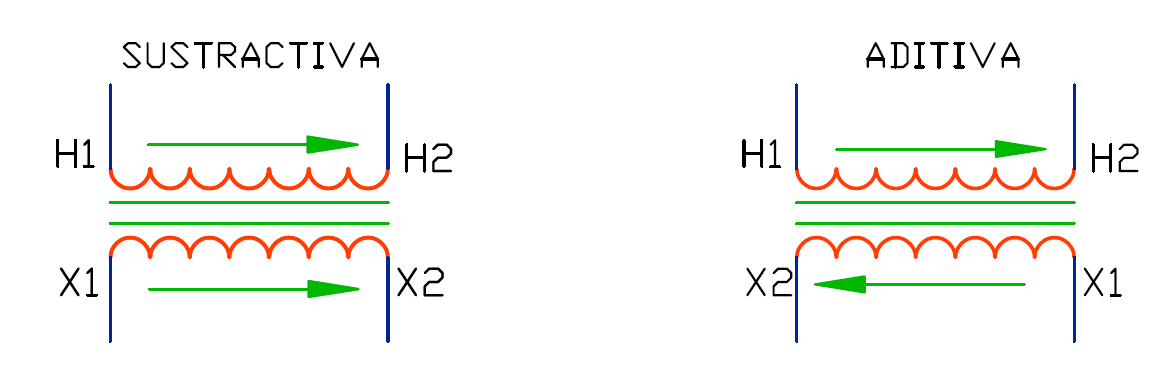 SUSTRACTIVA
ADITIVA
H1
H2
H1
H2
X1
X2
X2
X1